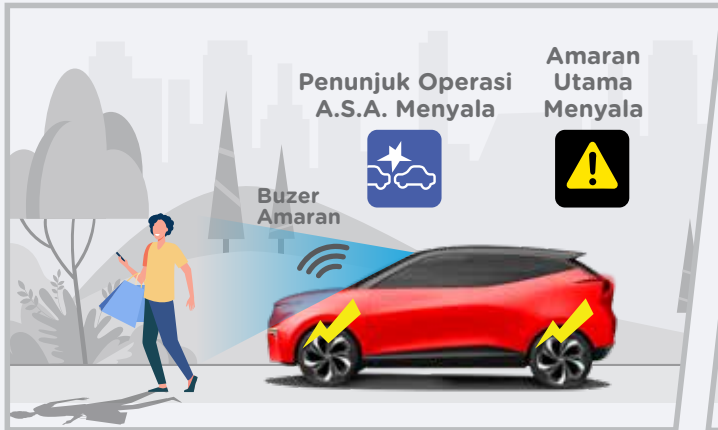 Penunjuk Operasi
A.S.A. Menyala
Amaran
Utama
Menyala
Buzer
Amaran